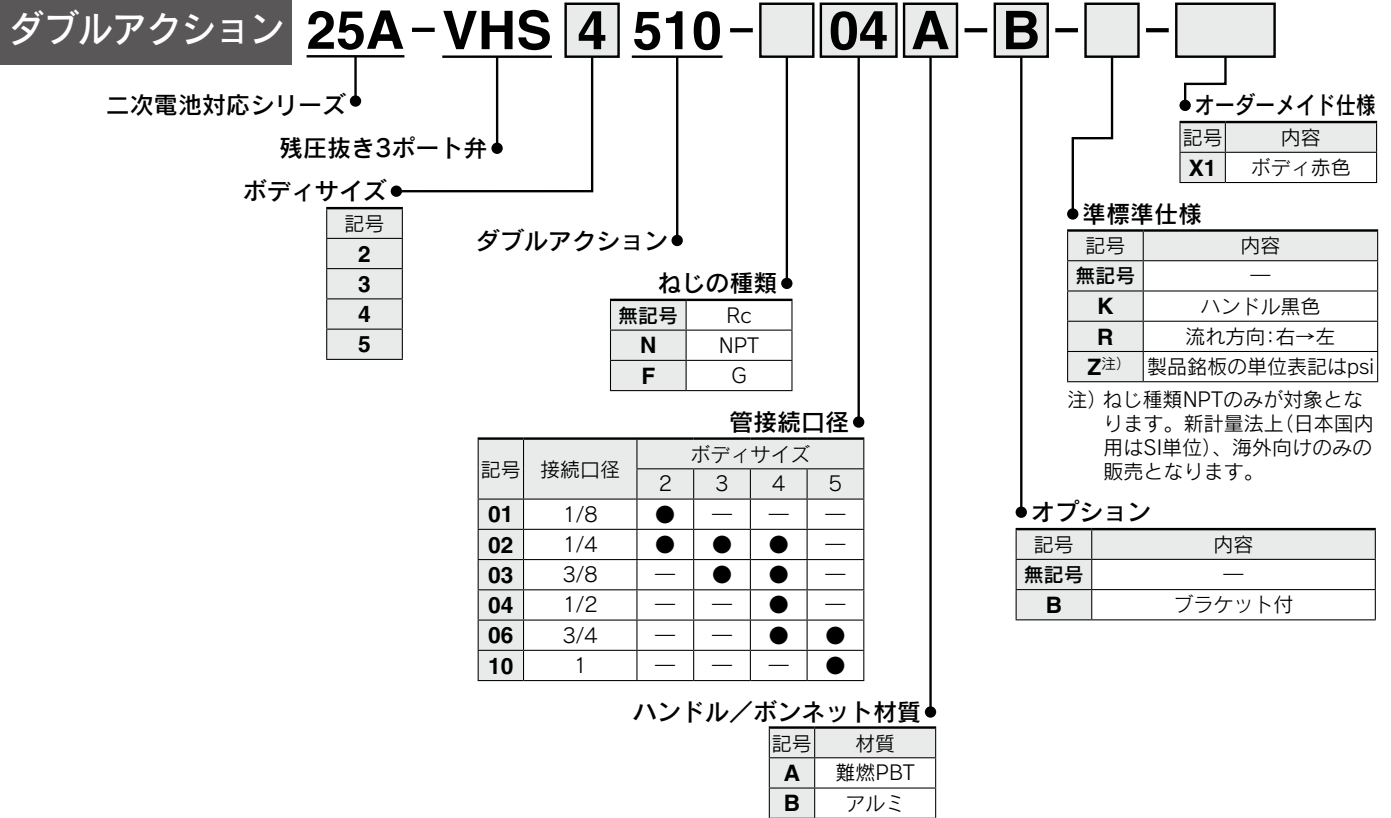 ダブルアクション 25A-VHS 4 510- 04 A - B - -
二次電池対応シリーズ
残圧抜き3ポート弁
ボディサイズ
記号
2
3
4
5
ダブルアクション
ねじの種類
無記号 Rc
N NPT
F G
管接続口径
記号 接続口径 ボディサイズ
2 3 4 5
01 1/8 ● — — —
02 1/4 ● ● ● —
03 3/8 — ● ● —
04 1/2 — — ● —
06 3/4 — — ● ●
10 1 — — — ●
ハンドル／ボンネット材質
記号 材質
A 難燃PBT
B アルミ
オーダーメイド仕様
記号 内容
X1 ボディ赤色
準標準仕様
記号 内容
無記号 —
K ハンドル黒色
R 流れ方向:右→左
Z注) 製品銘板の単位表記はpsi
注) ねじ種類NPTのみが対象とな
ります。新計量法上(日本国内
用はSI単位)、海外向けのみの
販売となります。
オプション
記号 内容
無記号 —
B ブラケット付